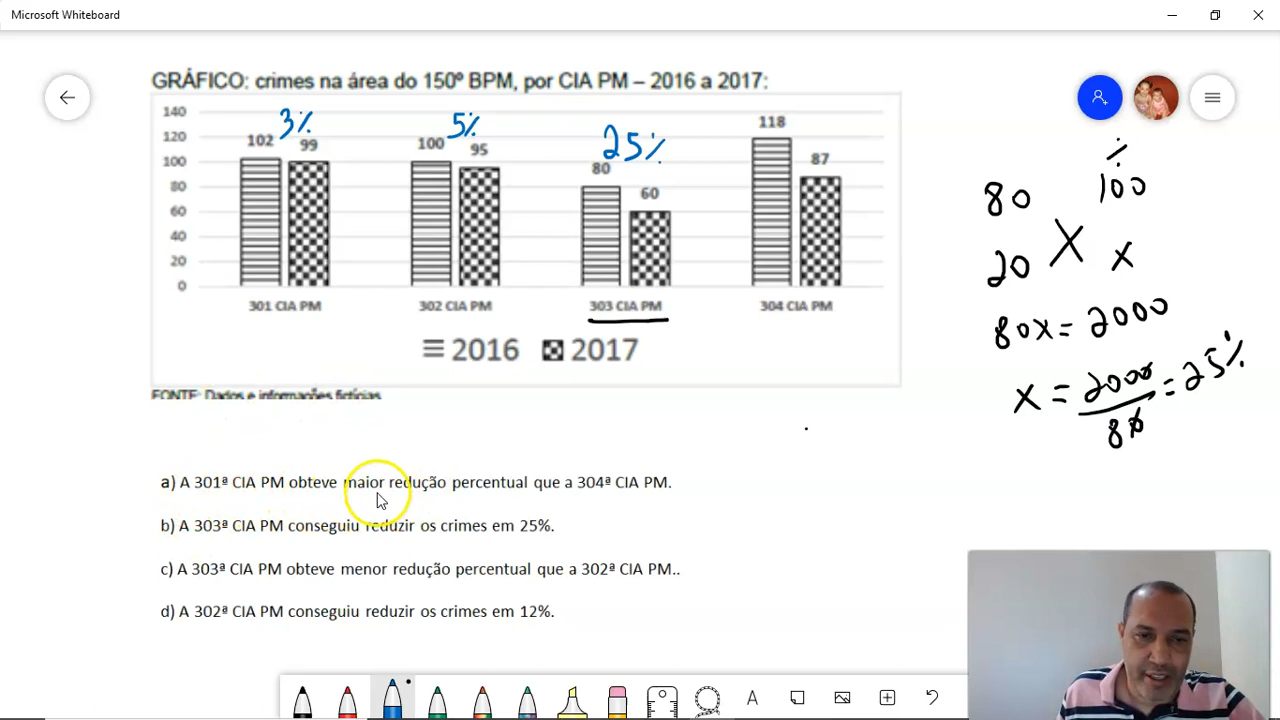 Microsoft Whiteboard
GRÁFICO: crimes na área do 150º BPM, por CIA PM – 2016 a 2017:
140
120
100
80
60
40
20
0
3%
102
99
5%
100
95
25%
80
60
118
87
301 CIA PM
302 CIA PM
303 CIA PM
304 CIA PM
2016
2017
FONTE: Dados e informações fictícias
÷
80 100
20 X x
80x = 2000
x = 2000 = 25%
80
a) A 301ª CIA PM obteve maior redução percentual que a 304ª CIA PM.
b) A 303ª CIA PM conseguiu reduzir os crimes em 25%.
c) A 303ª CIA PM obteve menor redução percentual que a 302ª CIA PM..
d) A 302ª CIA PM conseguiu reduzir os crimes em 12%.
A